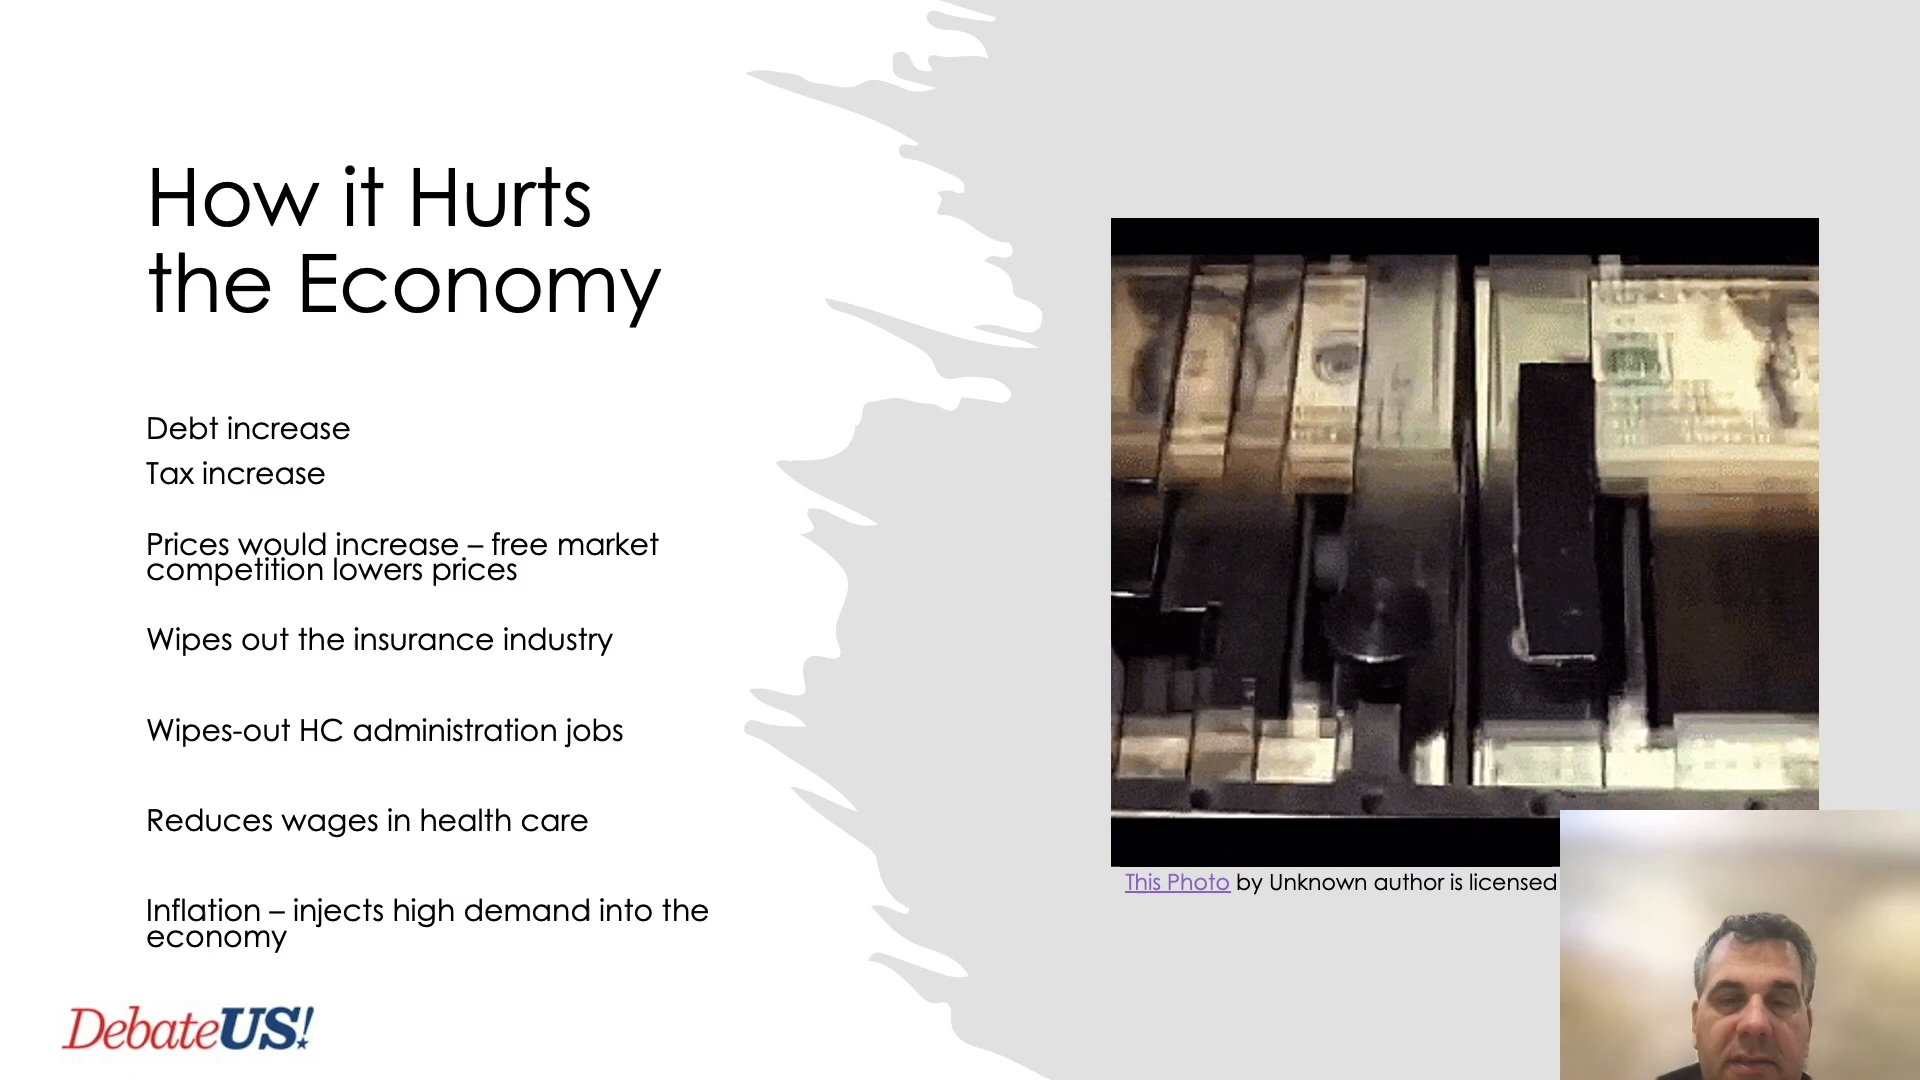 How it Hurts
the Economy
Debt increase
Tax increase
Prices would increase – free market
competition lowers prices
Wipes out the insurance industry
Wipes-out HC administration jobs
Reduces wages in health care
Inflation – injects high demand into the
economy
This Photo by Unknown author is licensed
DebateUS!